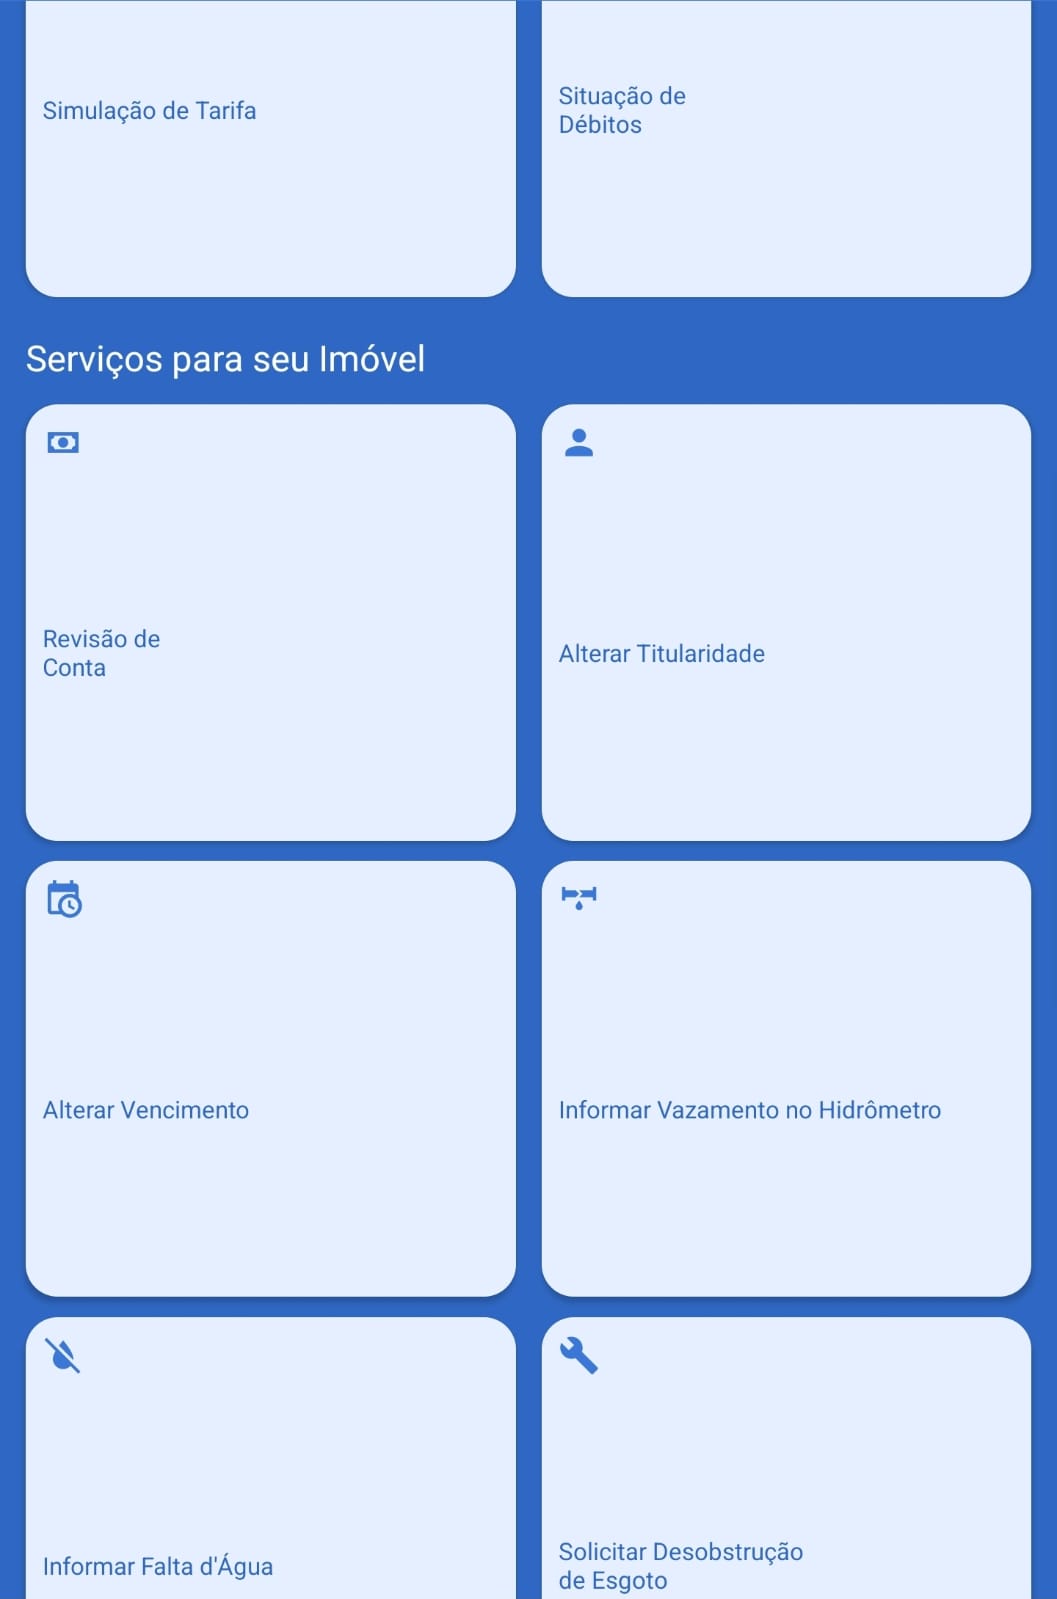 Simulação de Tarifa
Situação de
Débitos
Serviços para seu Imóvel
Revisão de
Conta
Alterar Titularidade
Alterar Vencimento
Informar Vazamento no Hidrômetro
Informar Falta d'Água
Solicitar Desobstrução
de Esgoto